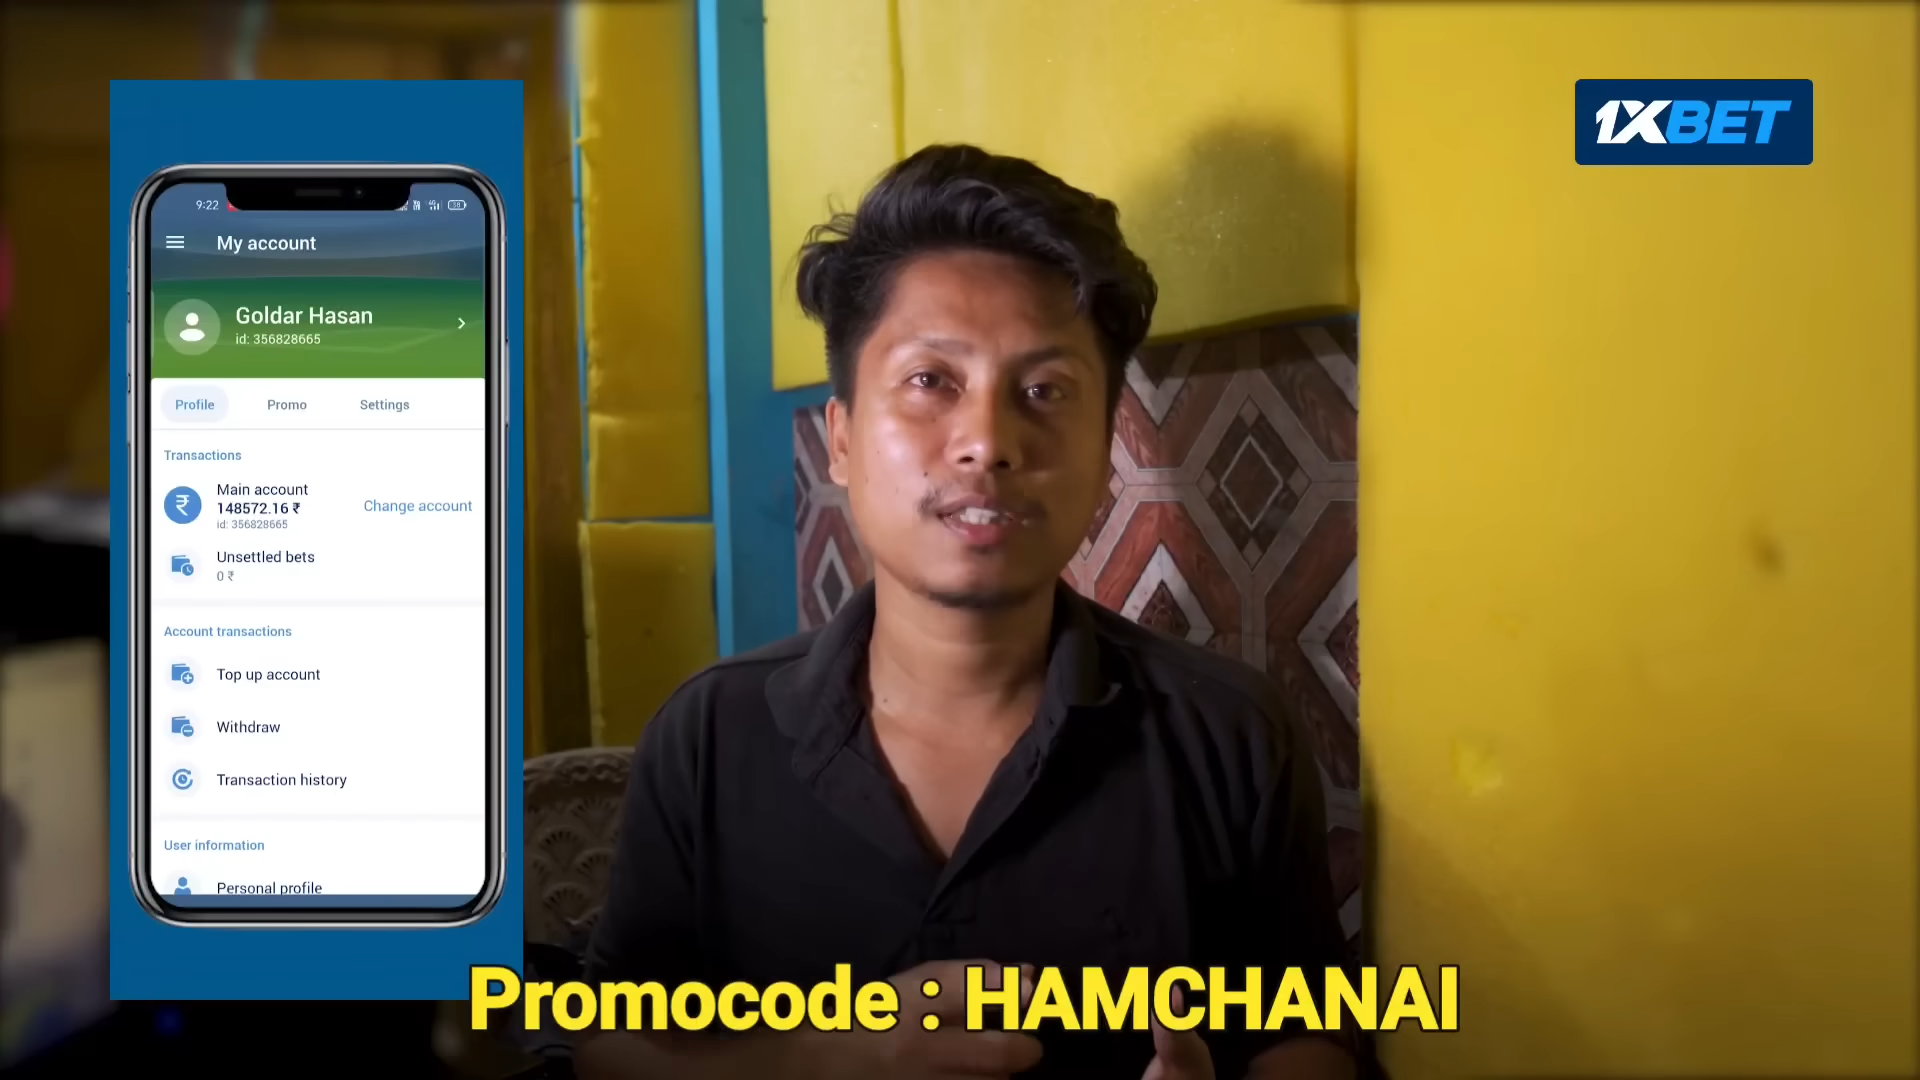 1XBET
9:22
My account
Goldar Hasan
id: 356828665
Profile
Promo
Settings
Transactions
Main account
148572.16 ₹
id: 356828665
Change account
Unsettled bets
0 ₹
Account transactions
Top up account
Withdraw
Transaction history
User information
Personal profile
Promocode : HAMCHANAI